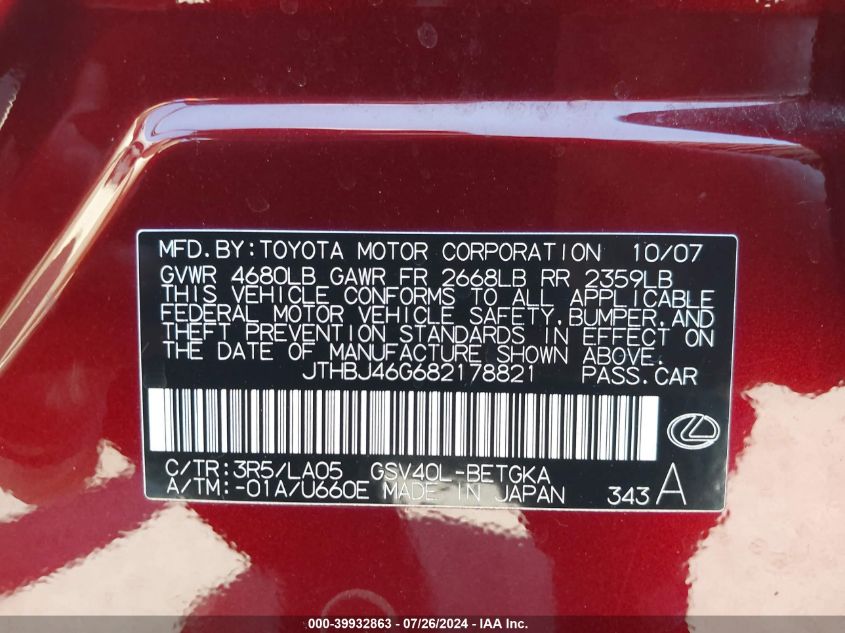 MFD.BY:TOYOTA MOTOR CORPORATION 10/07
GVWR 4680LB GAWR FR 2668LB RR 2359LB
THIS VEHICLE CONFORMS TO ALL APPLICABLE
FEDERAL MOTOR VEHICLE SAFETY,BUMPER,AND
THEFT PREVENTION STANDARDS IN EFFECT ON
THE DATE OF MANUFACTURE SHOWN ABOVE.
JTHBJ46G682178821 PASS.CAR
C/TR:3R5/LA05 GSV40L-BETGKA
A/TM:-01A/U660E MADE IN JAPAN 343 A
000-39932863 / 07/26/2024 - IAA Inc.